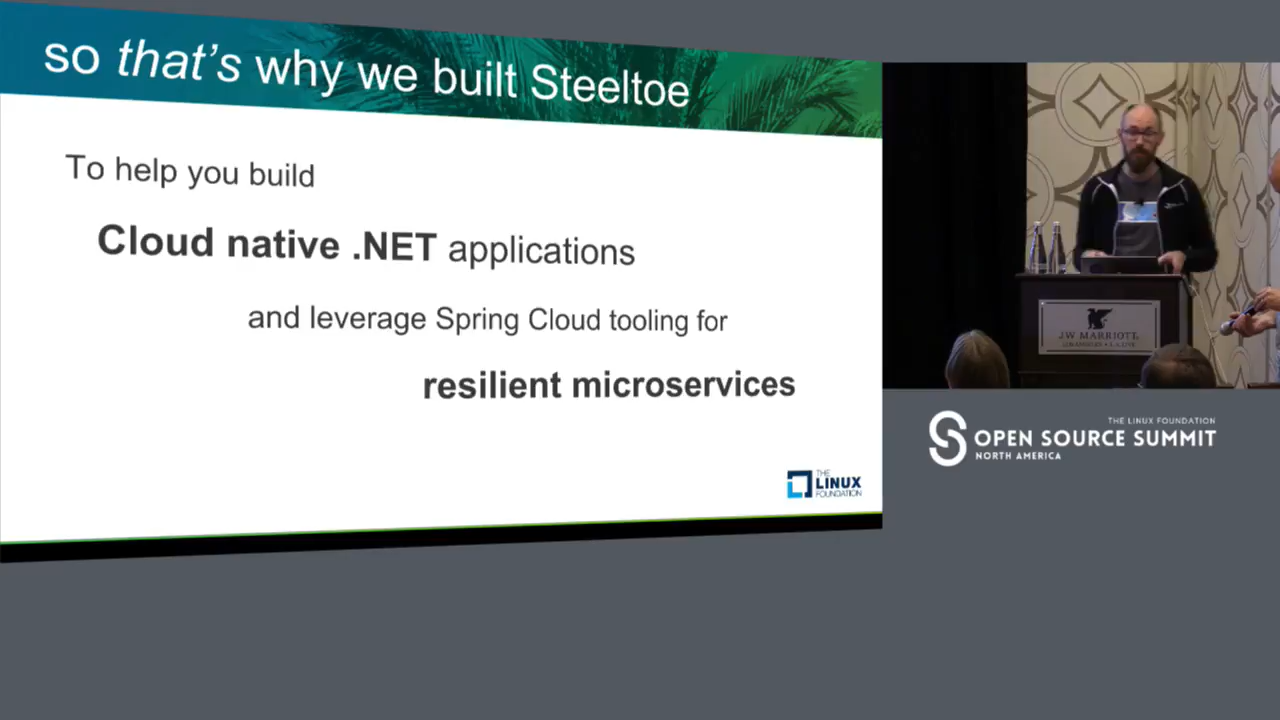 so that's why we built Steeltoe
To help you build
Cloud native .NET applications
and leverage Spring Cloud tooling for
resilient microservices
THE
LINUX
FOUNDATION
JW MARRIOTT
THE LINUX FOUNDATION
OPEN SOURCE SUMMIT
NORTH AMERICA